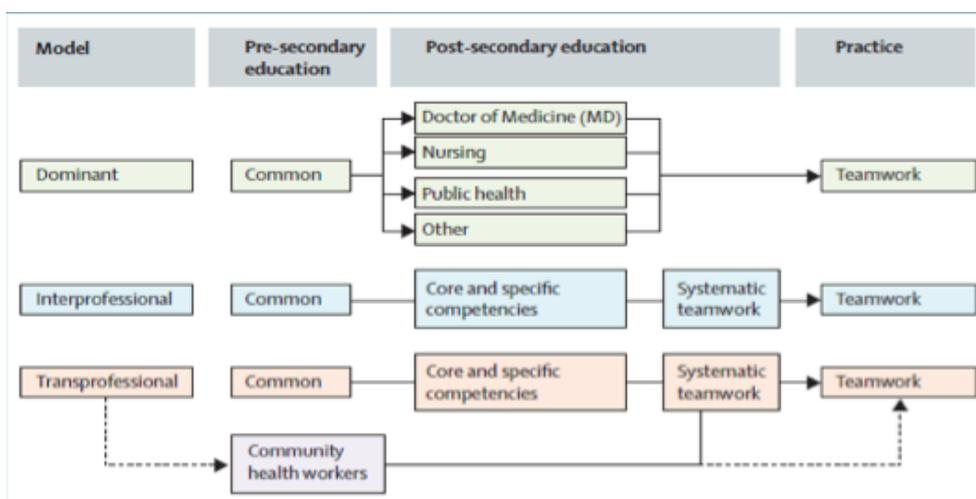 Model
Pre-secondary
education
Post-secondary education
Practice
Dominant
Common
Doctor of Medicine (MD)
Nursing
Public health
Other
Teamwork
Interprofessional
Common
Core and specific
competencies
Systematic
teamwork
Teamwork
Transprofessional
Common
Core and specific
competencies
Systematic
teamwork
Teamwork
Community
health workers